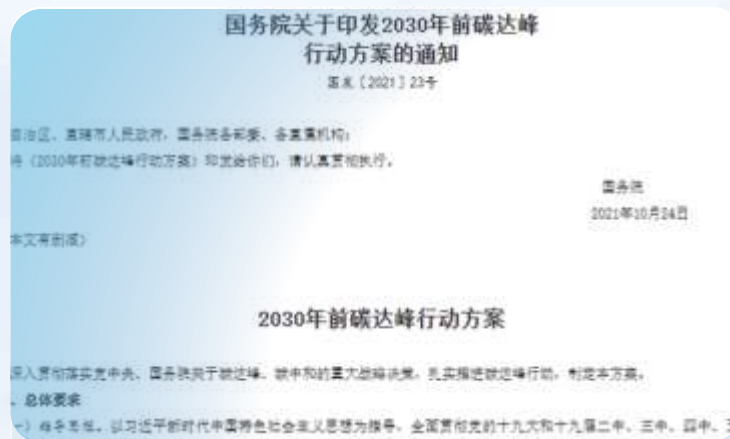 国务院关于印发2030年前碳达峰
行动方案的通知
国发〔2021〕23号
自治区、直辖市人民政府，国务院各部委、各直属机构：
将《2030年前碳达峰行动方案》印发给你们，请认真贯彻执行。
国务院
2021年10月24日
本文有删减）
2030年前碳达峰行动方案
深入贯彻落实党中央、国务院关于碳达峰、碳中和的重大战略决策，扎实推进碳达峰行动，制定本方案。
、总体要求
一）指导思想。以习近平新时代中国特色社会主义思想为指导，全面贯彻党的十九大和十九届二中、三中、四中、五